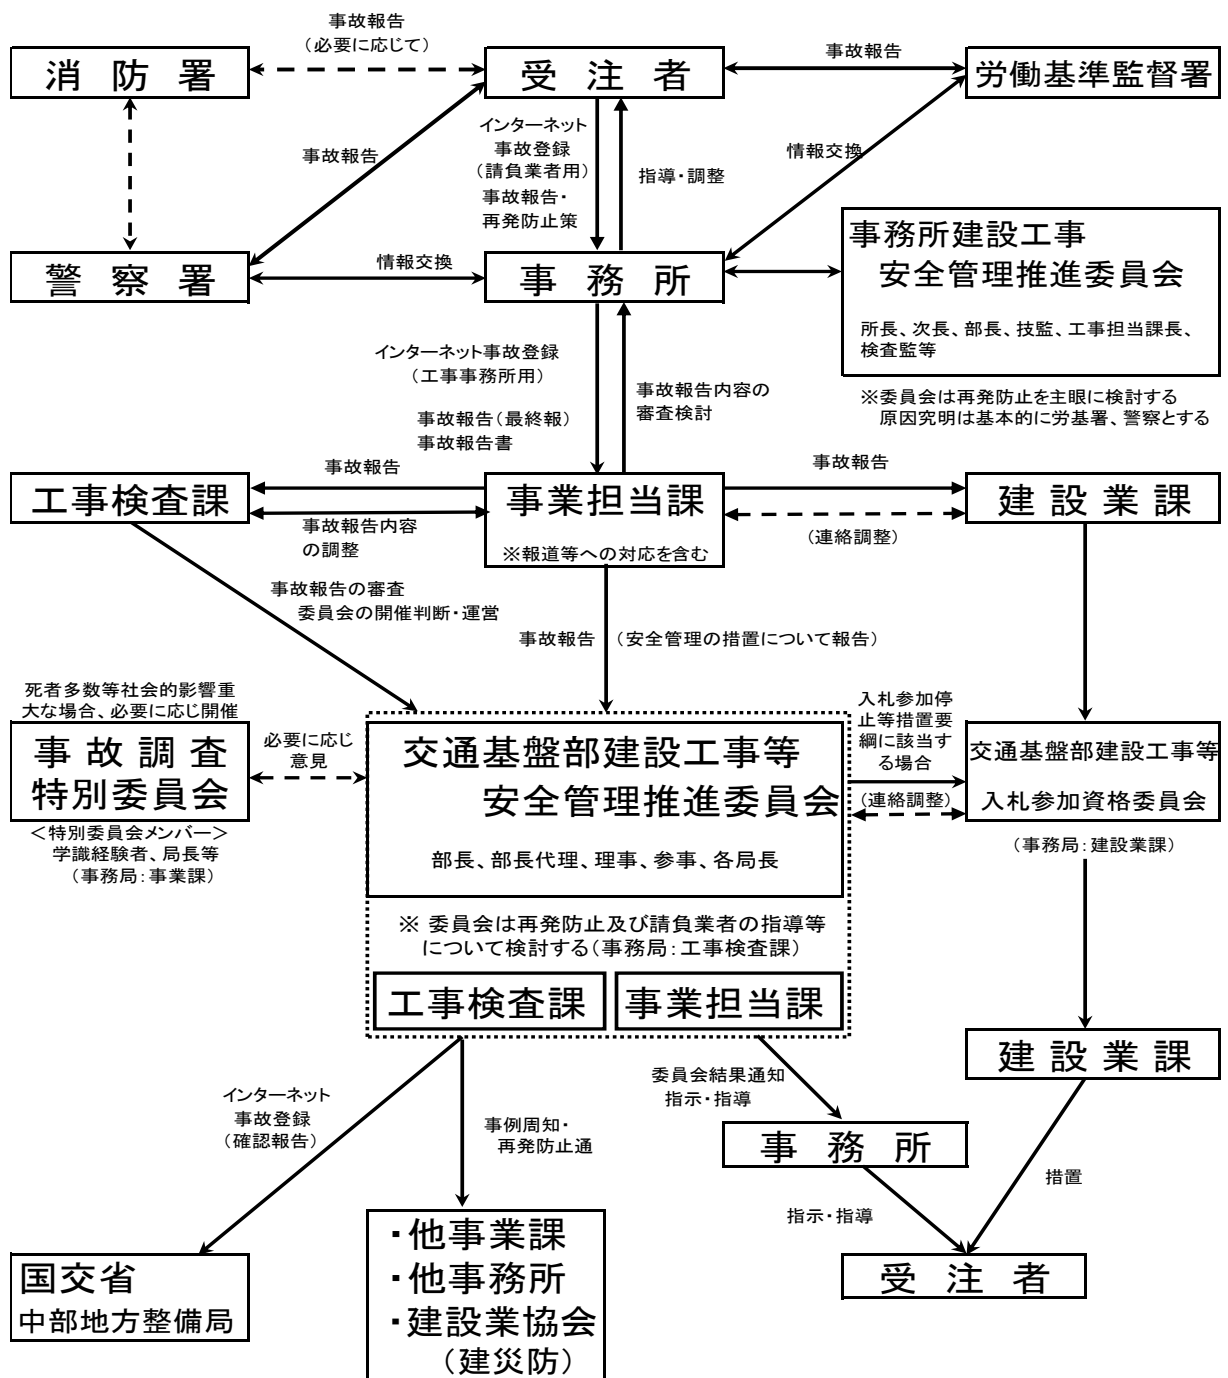 事故報告
（必要に応じて）
消防署
受注者
事故報告
労働基準監督署
事故報告
インターネット
事故登録
（請負業者用）
事故報告・
再発防止策
指導・調整
情報交換
警察署
情報交換
事務所
事務所建設工事
安全管理推進委員会
所長、次長、部長、技監、工事担当課長、
検査監等
※委員会は再発防止を主眼に検討する
原因究明は基本的に労基署、警察とする
インターネット事故登録
（工事事務所用）
事故報告（最終報）
事故報告書
事故報告内容の
審査検討
工事検査課
事故報告
事故報告内容
の調整
事業担当課
※報道等への対応を含む
事故報告
（連絡調整）
建設業課
事故報告の審査
委員会の開催判断・運営
事故報告
（安全管理の措置について報告）
死者多数等社会的影響重
大な場合、必要に応じ開催
事故調査
特別委員会
＜特別委員会メンバー＞
学識経験者、局長等
（事務局：事業課）
必要に応じ
意見
交通基盤部建設工事等
安全管理推進委員会
部長、部長代理、理事、参事、各局長
※ 委員会は再発防止及び請負業者の指導等
について検討する（事務局：工事検査課）
工事検査課
事業担当課
入札参加停
止等措置要
綱に該当す
る場合
（連絡調整）
交通基盤部建設工事等
入札参加資格委員会
（事務局：建設業課）
建設業課
インターネット
事故登録
（確認報告）
事例周知・
再発防止通
委員会結果通知
指示・指導
事務所
指示・指導
措置
受注者
国交省
中部地方整備局
・他事業課
・他事務所
・建設業協会
（建災防）